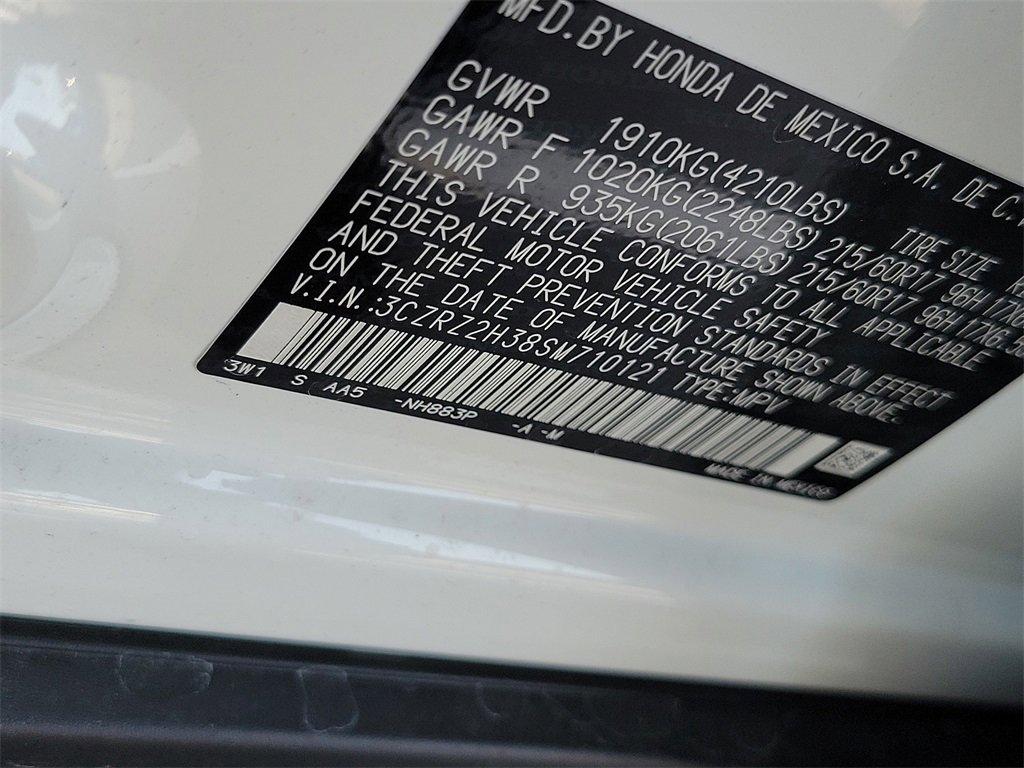 MFD.BY HONDA DE MEXICO S.A. DE C.
TIRE SIZE
GVWR 1910KG(4210LBS)
GAWR F 1020KG(2248LBS) 215/60R17 96H 17X
GAWR R 935KG(2061LBS) 215/60R17 96H 17X6.
THIS VEHICLE CONFORMS TO ALL APPLICABLE
FEDERAL MOTOR VEHICLE SAFETY
AND THEFT PREVENTION STANDARDS IN EFFECT
ON THE DATE OF MANUFACTURE SHOWN ABOVE.
V.I.N.:3CZRZ2H38SM710121 TYPE:MPV
3W1 S AA5 -NH883P -A -M
MADE IN MEXICO